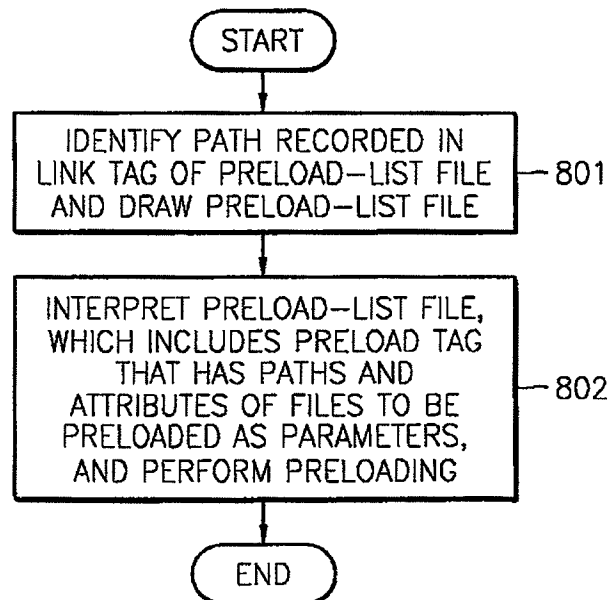 START
IDENTIFY PATH RECORDED IN
LINK TAG OF PRELOAD-LIST FILE
AND DRAW PRELOAD-LIST FILE
801
INTERPRET PRELOAD-LIST FILE,
WHICH INCLUDES PRELOAD TAG
THAT HAS PATHS AND
ATTRIBUTES OF FILES TO BE
PRELOADED AS PARAMETERS,
AND PERFORM PRELOADING
802
END